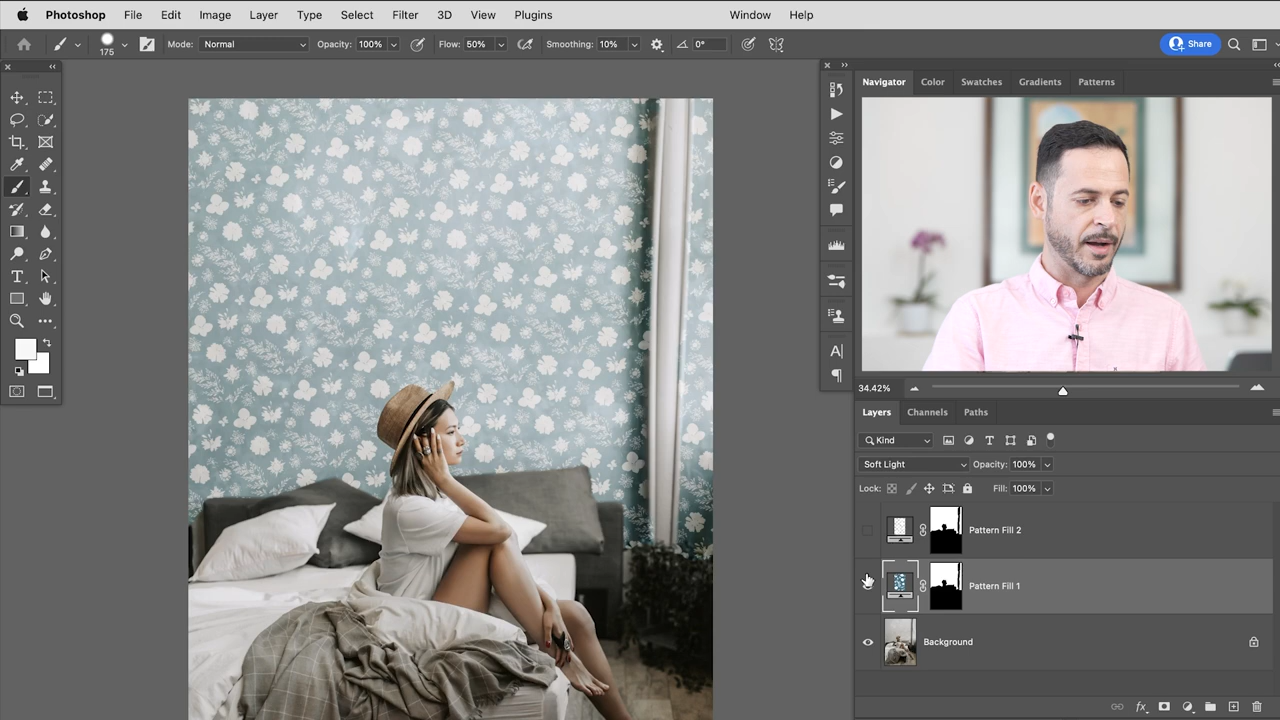 Photoshop File Edit Image Layer Type Select Filter 3D View Plugins Window Help
175 Mode: Normal Opacity: 100% Flow: 50% Smoothing: 10% 0° Share
Navigator Color Swatches Gradients Patterns
34.42%
Layers Channels Paths
Kind
Soft Light Opacity: 100%
Lock: Fill: 100%
Pattern Fill 2
Pattern Fill 1
Background